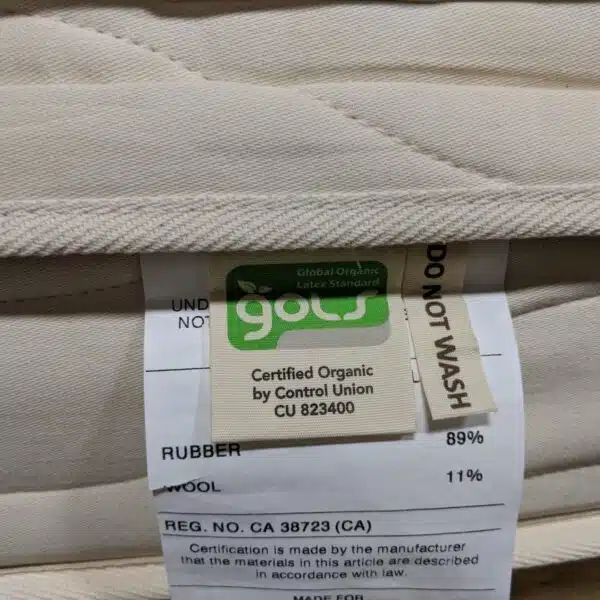 Global Organic
Latex Standard
gols
Certified Organic
by Control Union
CU 823400
DO NOT WASH
UND
NOT
RUBBER 89%
WOOL 11%
REG. NO. CA 38723 (CA)
Certification is made by the manufacturer
that the materials in this article are described
in accordance with law.
MADE FOR